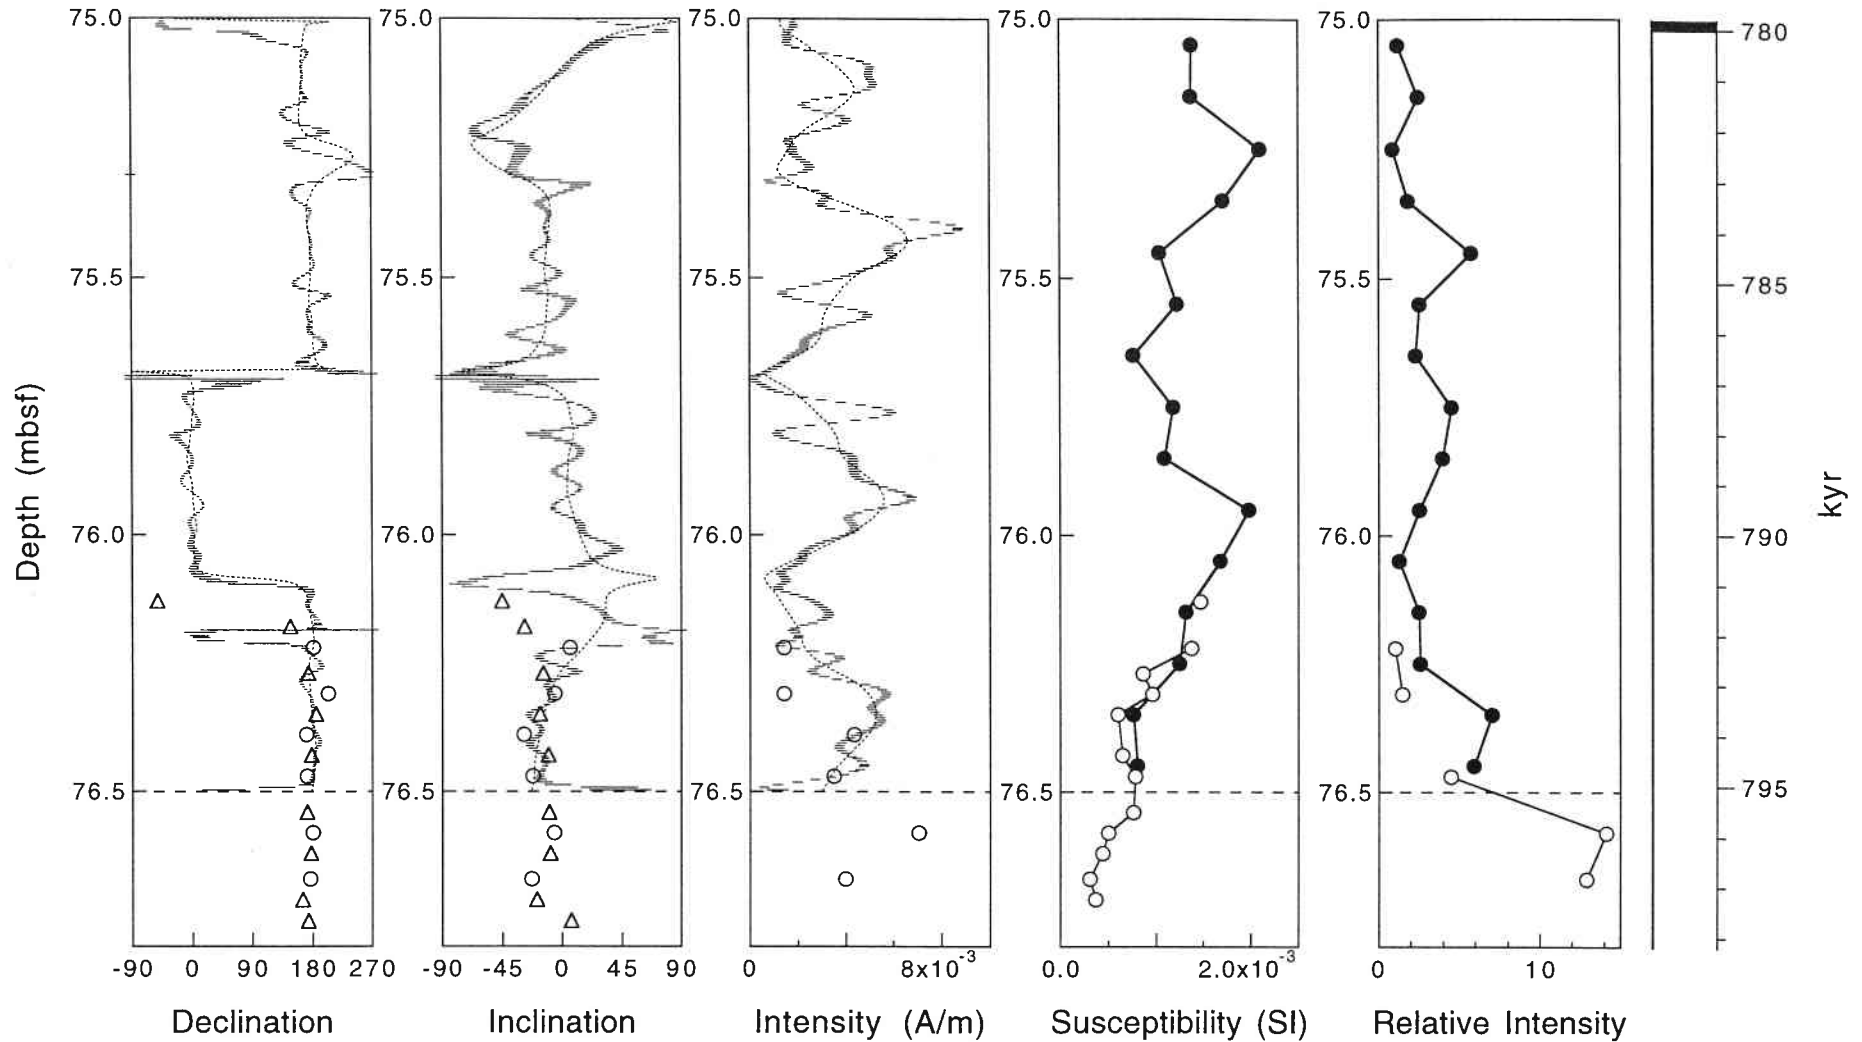 75.0 75.0 75.0 75.0 75.0
780
75.5 75.5 75.5 75.5 75.5
785
Depth (mbsf)
kyr
76.0 76.0 76.0 76.0 76.0
790
76.5 76.5 76.5 76.5 76.5
795
-90 0 90 180 270 -90 -45 0 45 90 0 8x10-3 0.0 2.0x10-3 0 10
Declination Inclination Intensity (A/m) Susceptibility (SI) Relative Intensity